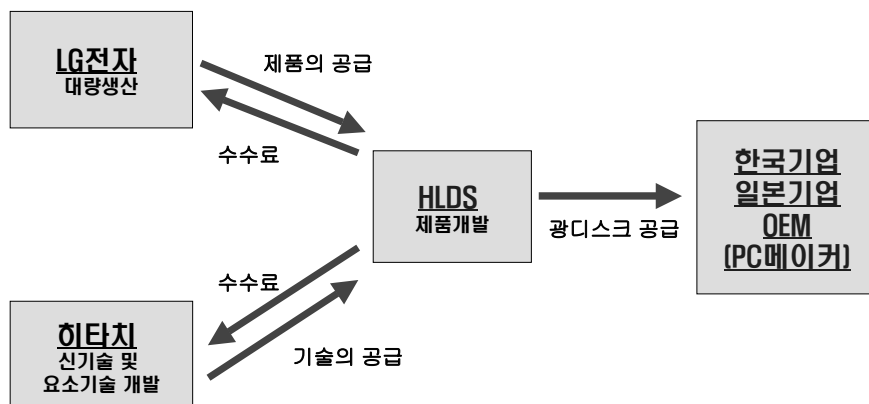 LG전자
대량생산
제품의 공급
수수료
HLDS
제품개발
광디스크 공급
한국기업
일본기업
OEM
(PC메이커)
수수료
히타치
신기술 및
요소기술 개발
기술의 공급